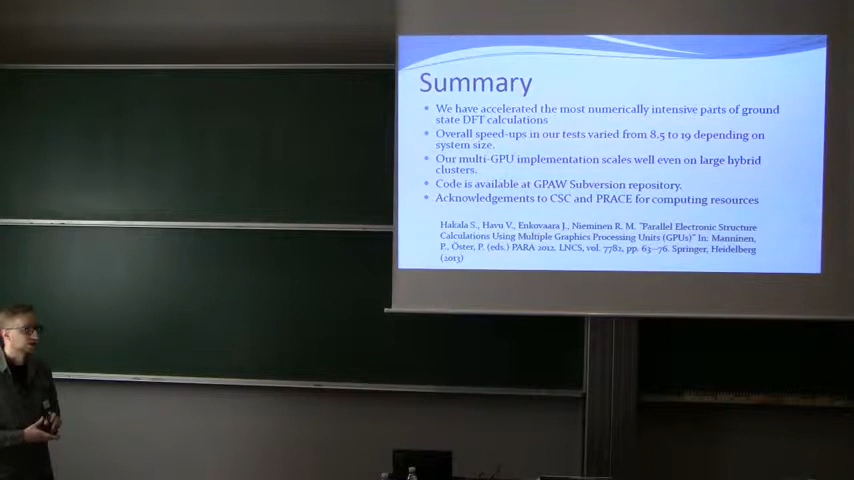 Summary
We have accelerated the most numerically intensive parts of ground
state DFT calculations
Overall speed-ups in our tests varied from 8.5 to 19 depending on
system size.
Our multi-GPU implementation scales well even on large hybrid
clusters.
Code is available at GPAW Subversion repository.
Acknowledgements to CSC and PRACE for computing resources
Hakala S., Havu V., Enkovaara J., Nieminen R. M. "Parallel Electronic Structure
Calculations Using Multiple Graphics Processing Units (GPUs)" In: Manninen,
P., Öster, P. (eds.) PARA 2012. LNCS, vol. 7782, pp. 63–76. Springer, Heidelberg
(2013)